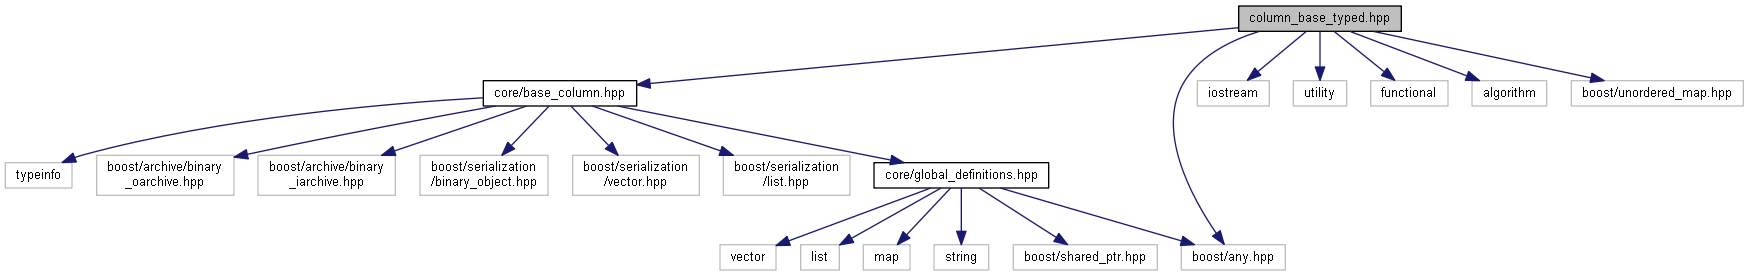 column_base_typed.hpp
core/base_column.hpp
iostream
utility
functional
algorithm
boost/unordered_map.hpp
typeinfo
boost/archive/binary
_oarchive.hpp
boost/archive/binary
_iarchive.hpp
boost/serialization
/binary_object.hpp
boost/serialization
/vector.hpp
boost/serialization
/list.hpp
core/global_definitions.hpp
vector
list
map
string
boost/shared_ptr.hpp
boost/any.hpp